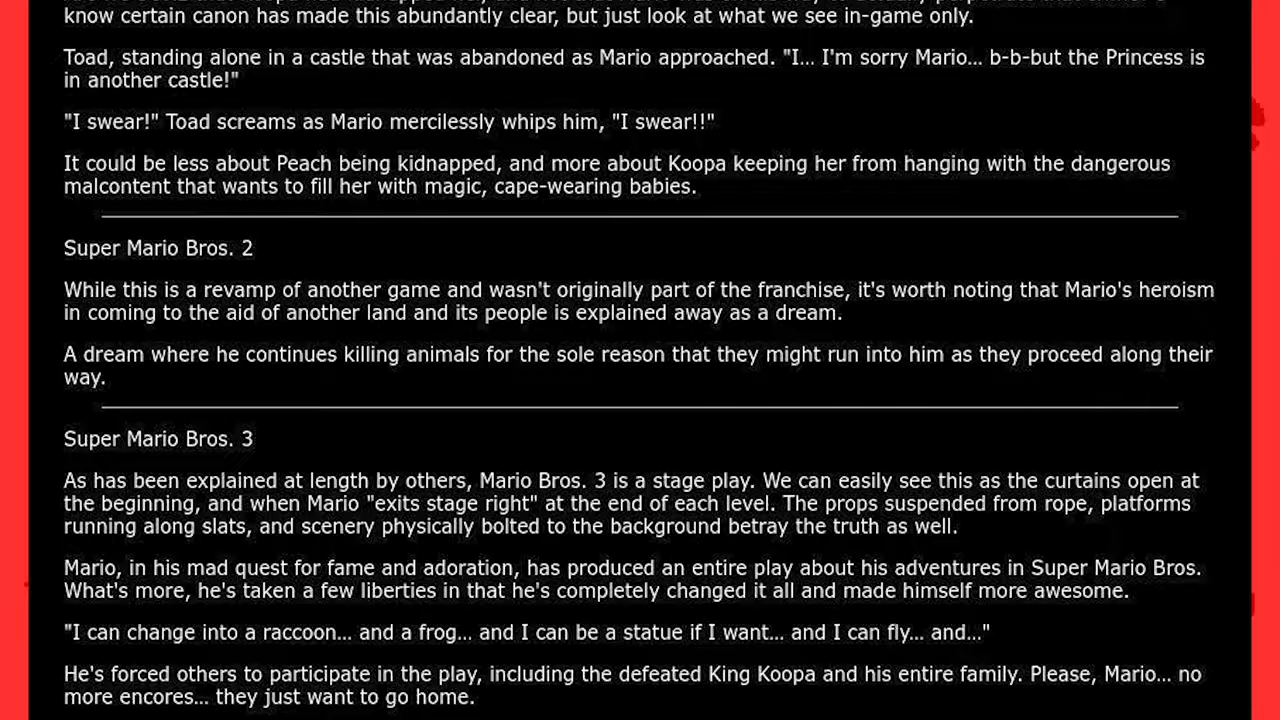 know certain canon has made this abundantly clear, but just look at what we see in-game only.
Toad, standing alone in a castle that was abandoned as Mario approached. "I... I'm sorry Mario... b-b-but the Princess is
in another castle!"
"I swear!" Toad screams as Mario mercilessly whips him, "I swear!!"
It could be less about Peach being kidnapped, and more about Koopa keeping her from hanging with the dangerous
malcontent that wants to fill her with magic, cape-wearing babies.
Super Mario Bros. 2
While this is a revamp of another game and wasn't originally part of the franchise, it's worth noting that Mario's heroism
in coming to the aid of another land and its people is explained away as a dream.
A dream where he continues killing animals for the sole reason that they might run into him as they proceed along their
way.
Super Mario Bros. 3
As has been explained at length by others, Mario Bros. 3 is a stage play. We can easily see this as the curtains open at
the beginning, and when Mario "exits stage right" at the end of each level. The props suspended from rope, platforms
running along slats, and scenery physically bolted to the background betray the truth as well.
Mario, in his mad quest for fame and adoration, has produced an entire play about his adventures in Super Mario Bros.
What's more, he's taken a few liberties in that he's completely changed it all and made himself more awesome.
"I can change into a raccoon... and a frog... and I can be a statue if I want... and I can fly... and..."
He's forced others to participate in the play, including the defeated King Koopa and his entire family. Please, Mario... no
more encores... they just want to go home.